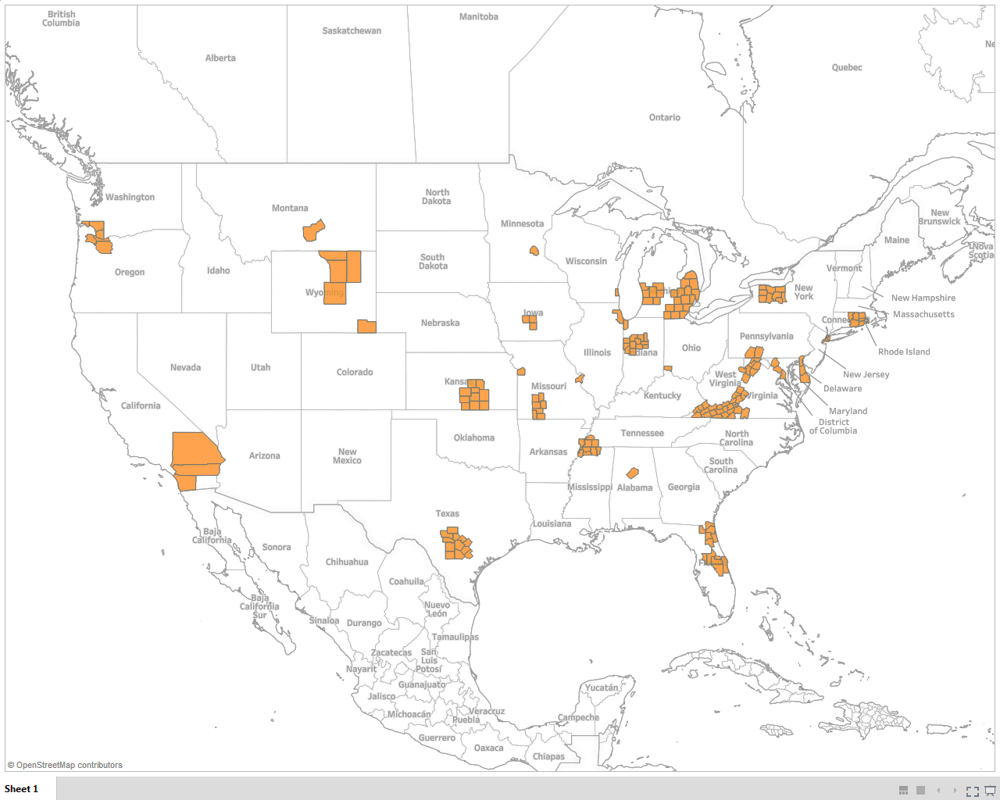 British
Columbia
Manitoba
Saskatchewan
Alberta
Ne
Quebec
Ontario
Washington
North
Dakota
Montana
Minnesota
New
Brunswick
Maine
Nova
Scotia
South
Dakota
Wisconsin
Oregon
Idaho
Vermont
Wyoming
New
York
New Hampshire
Iowa
Massachusetts
Nebraska
Connec
Pennsylvania
Illinois
Indiana
Ohio
Rhode Island
Nevada
Utah
Colorado
New Jersey
West
Virginia
Kansas
Missouri
Delaware
Kentucky
Virginia
California
Maryland
District
of Columbia
Oklahoma
Tennessee
North
Carolina
Arizona
New
Mexico
Arkansas
South
Carolina
Mississippi
Alabama
Georgia
Texas
Louisiana
Baja
California
Sonora
Chihuahua
Coahuila
Baja
California
Sur
Nuevo
León
Sinaloa
Durango
Tamaulipas
Zacatecas
San
Luis
Potosí
Nayarit
Guanajuato
Jalisco
Yucatán
Michoacán
Veracruz
Puebla
Campeche
Guerrero
Oaxaca
Chiapas
© OpenStreetMap contributors
Sheet 1